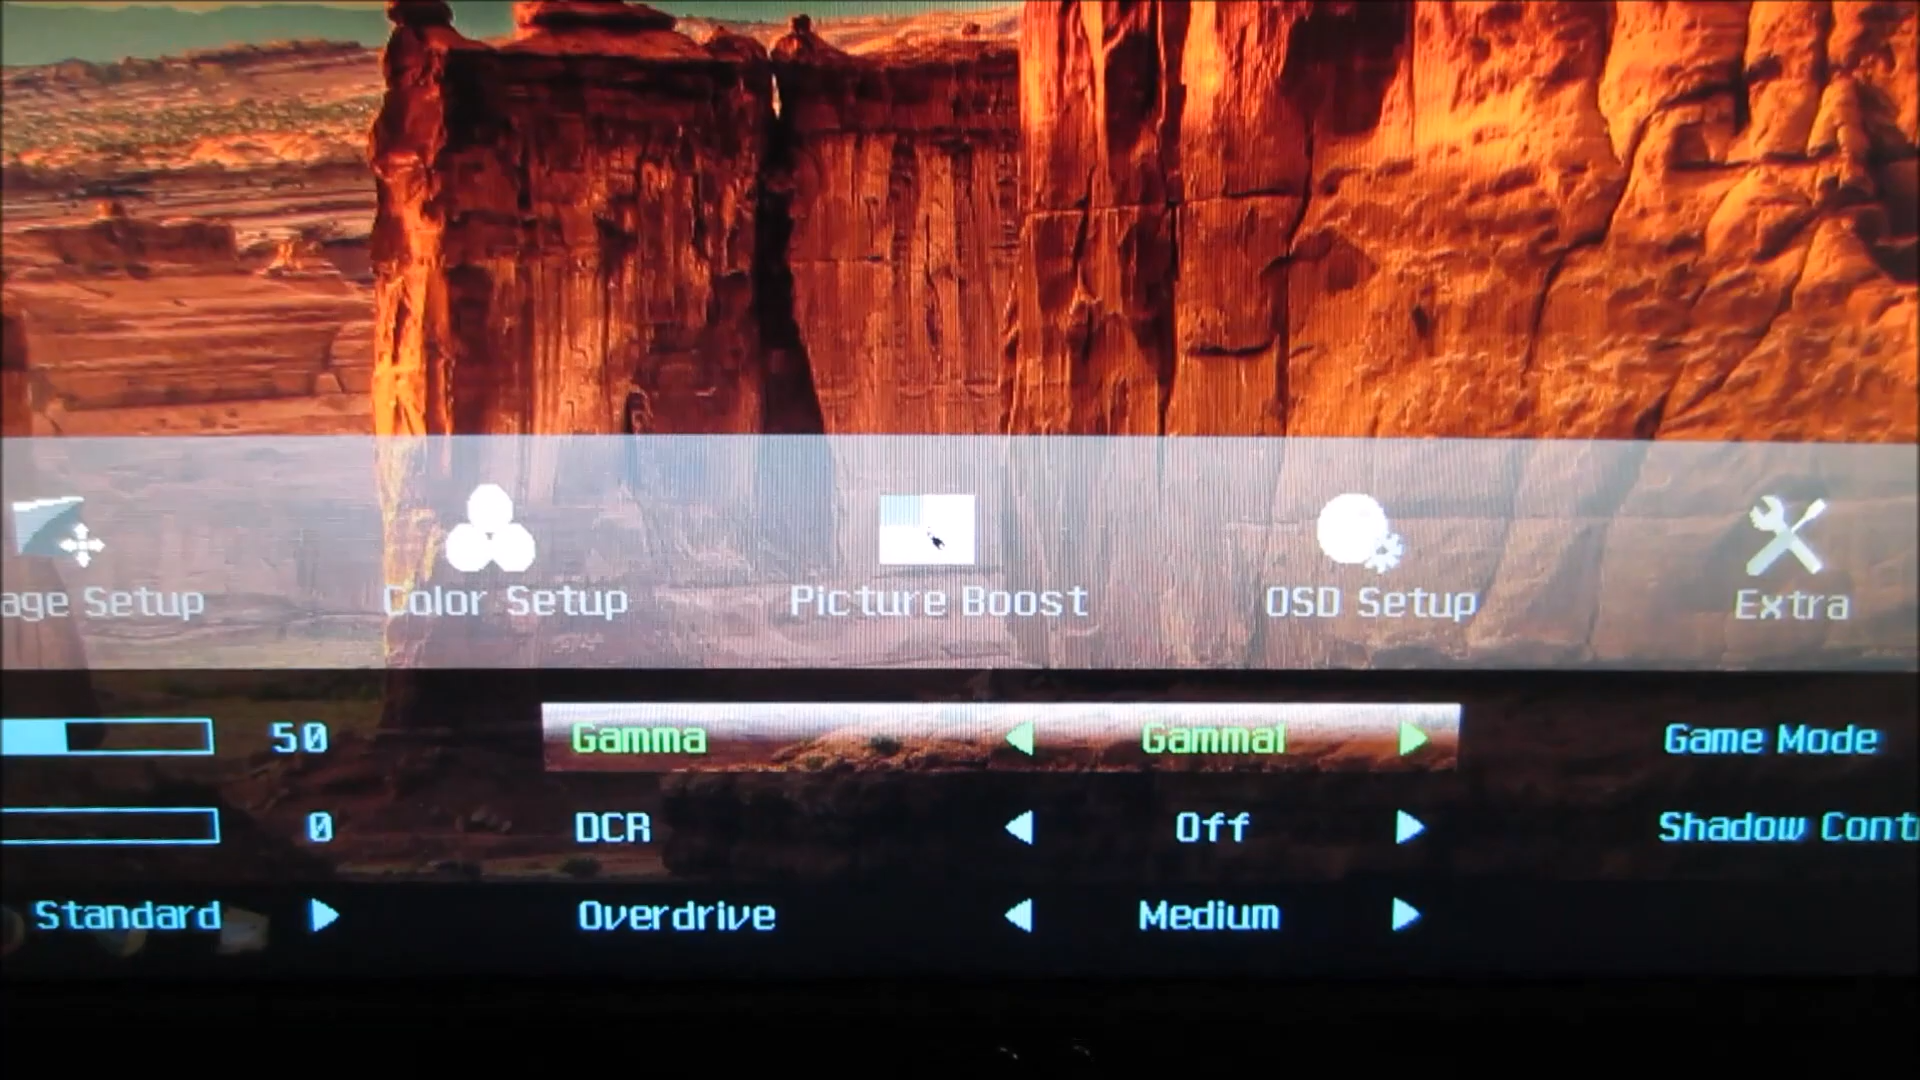 age Setup
Color Setup
Picture Boost
OSD Setup
Extra
50
Gamma
Gamma1
Game Mode
0
DCR
Off
Shadow Cont
Standard
Overdrive
Medium